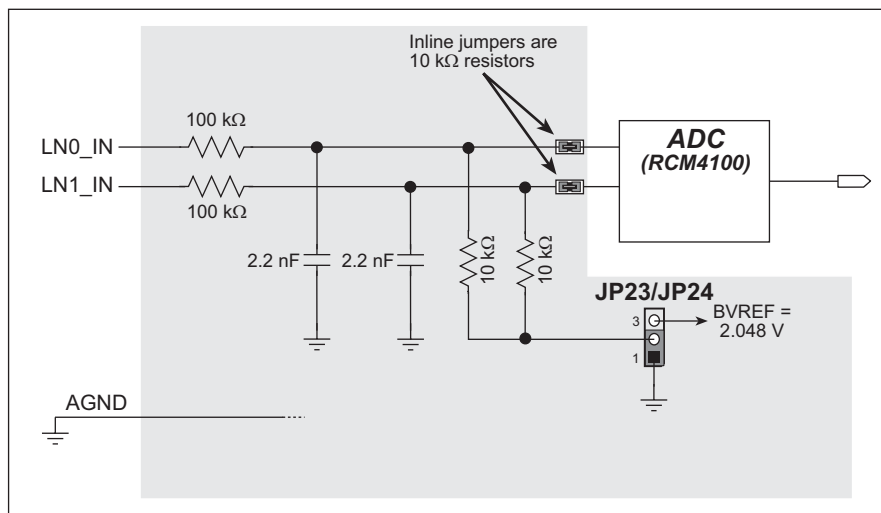 Inline jumpers are
10 kΩ resistors
100 kΩ
LN0_IN
LN1_IN
100 kΩ
ADC
(RCM4100)
2.2 nF
2.2 nF
10 kΩ
10 kΩ
JP23/JP24
3
BVREF =
2.048 V
1
AGND